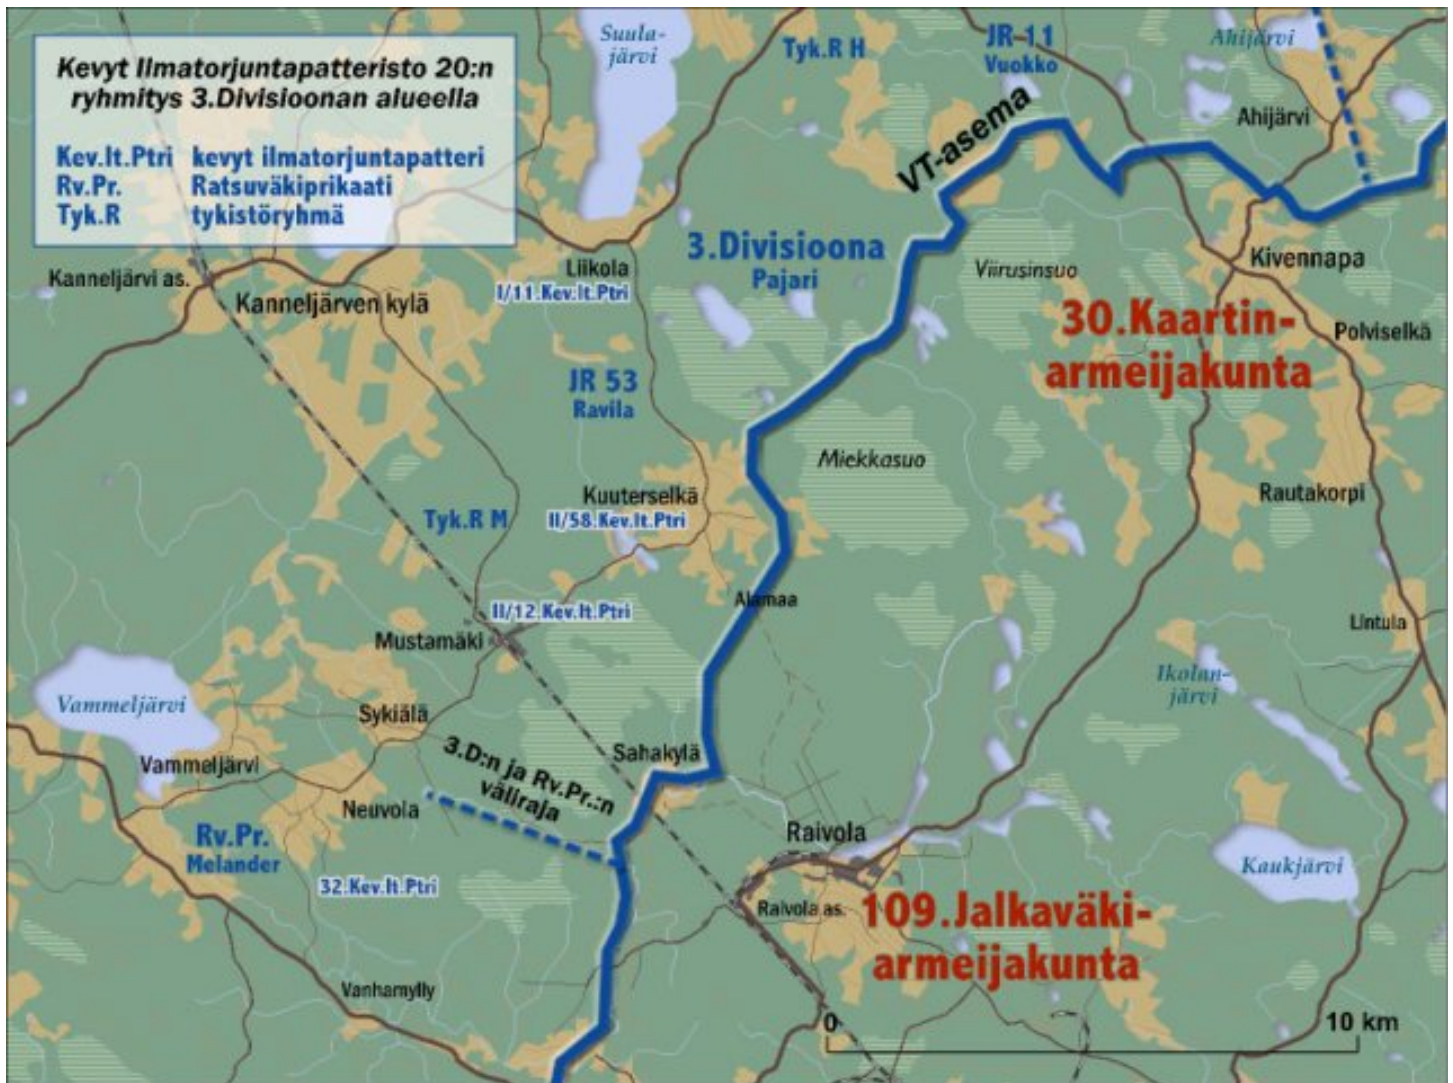 Kevyt Ilmatorjuntapatteristo 20:n
ryhmitys 3.Divisioonan alueella
Kev.It.Ptri kevyt ilmatorjuntapatteri
Rv.Pr. Ratsuväkiprikaati
Tyk.R tykistöryhmä
Suula-
järvi
Tyk.R H
JR 11
Vuokko
Ahijärvi
Ahijärvi
VT-asema
3.Divisioona
Pajari
Viirusinsuo
Kivennapa
Kanneljärvi as.
Kanneljärven kylä
Liikola
I/11.Kev.It.Ptri
30.Kaartin-
armeijakunta
Polviselkä
JR 53
Ravila
Miekkasuo
Kuuterselkä
II/58.Kev.It.Ptri
Rautakorpi
Tyk.R M
Alamaa
II/12.Kev.It.Ptri
Mustamäki
Lintula
Ikolan-
järvi
Vammeljärvi
Sykiälä
Sahakylä
Vammeljärvi
3.D:n ja Rv.Pr.:n
väliraja
Neuvola
Rv.Pr.
Melander
32.Kev.It.Ptri
Raivola
Kaukjärvi
Raivola as.
109.Jalkaväki-
armeijakunta
Vanhamylly
0 10 km